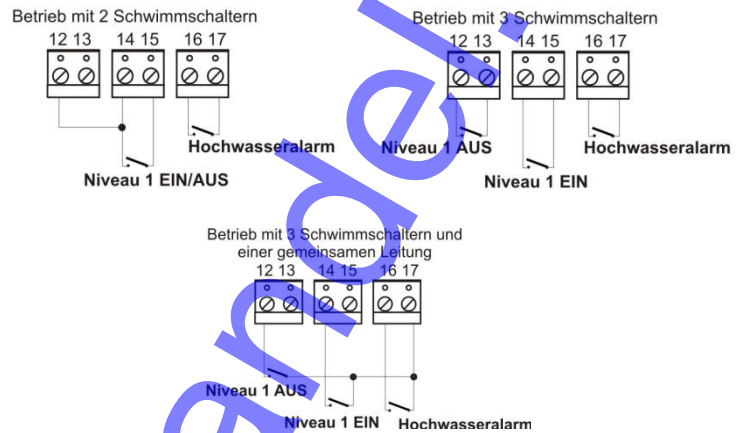 Betrieb mit 2 Schwimmschaltern
12 13 14 15 16 17
Hochwasseralarm
Niveau 1 EIN/AUS
Betrieb mit 3 Schwimmschaltern
12 13 14 15 16 17
Niveau 1 AUS
Hochwasseralarm
Niveau 1 EIN
Betrieb mit 3 Schwimmschaltern und
einer gemeinsamen Leitung
12 13 14 15 16 17
Niveau 1 AUS
Niveau 1 EIN
Hochwasseralarm
andel.